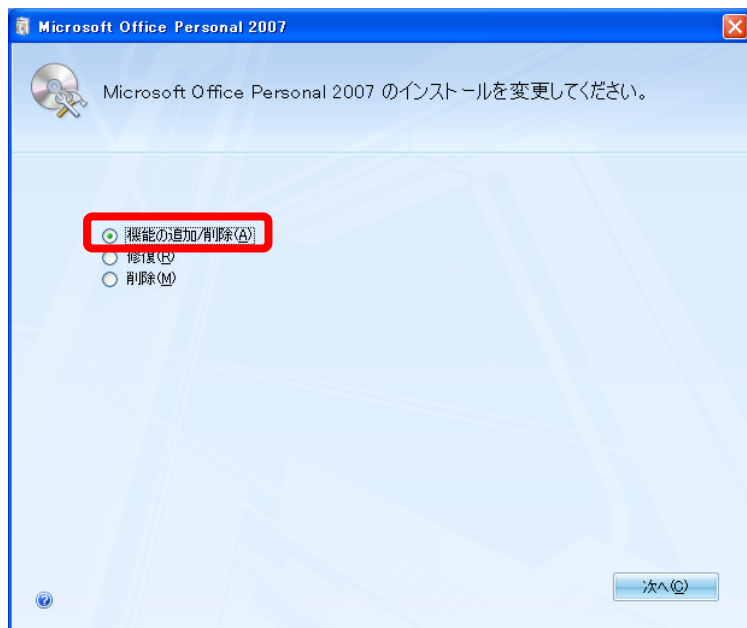 Microsoft Office Personal 2007
Microsoft Office Personal 2007 のインストールを変更してください。
機能の追加/削除(A)
修復(R)
削除(M)
次へ(C)